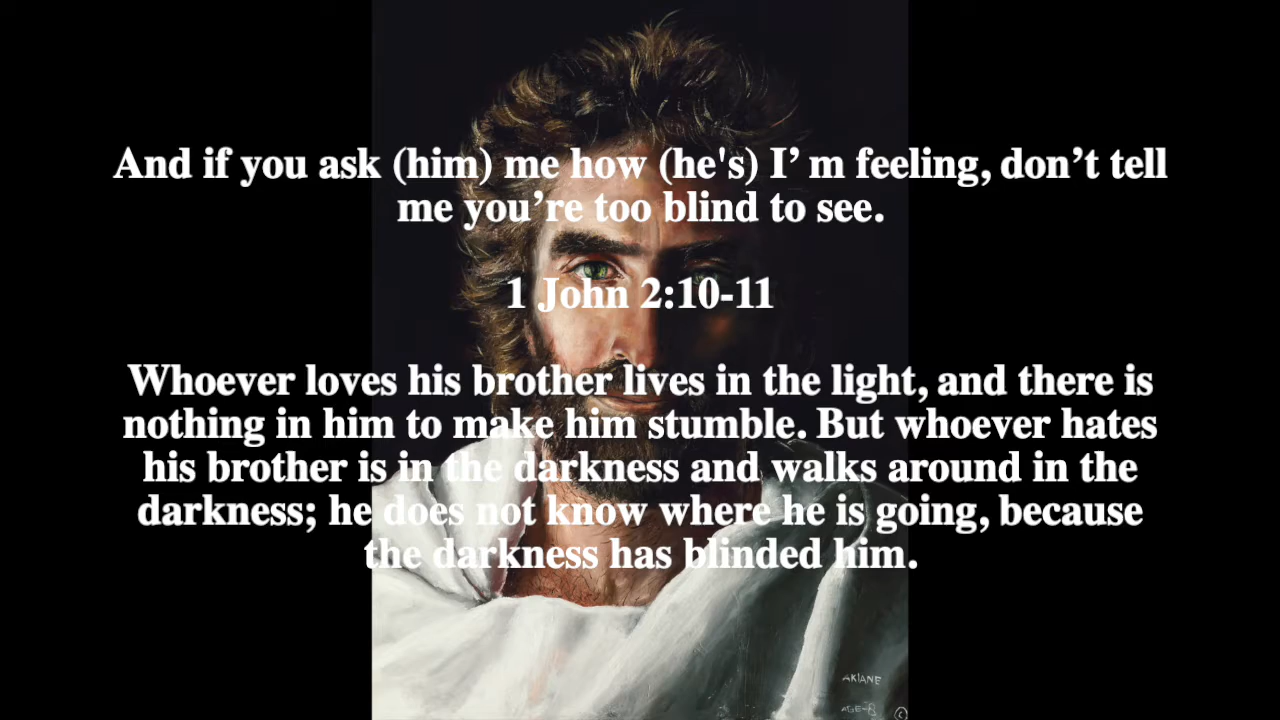 And if you ask (him) me how (he's) I’ m feeling, don’t tell
me you’re too blind to see.
1 John 2:10-11
Whoever loves his brother lives in the light, and there is
nothing in him to make him stumble. But whoever hates
his brother is in the darkness and walks around in the
darkness; he does not know where he is going, because
the darkness has blinded him.
AKIANE
AGE-8 ©